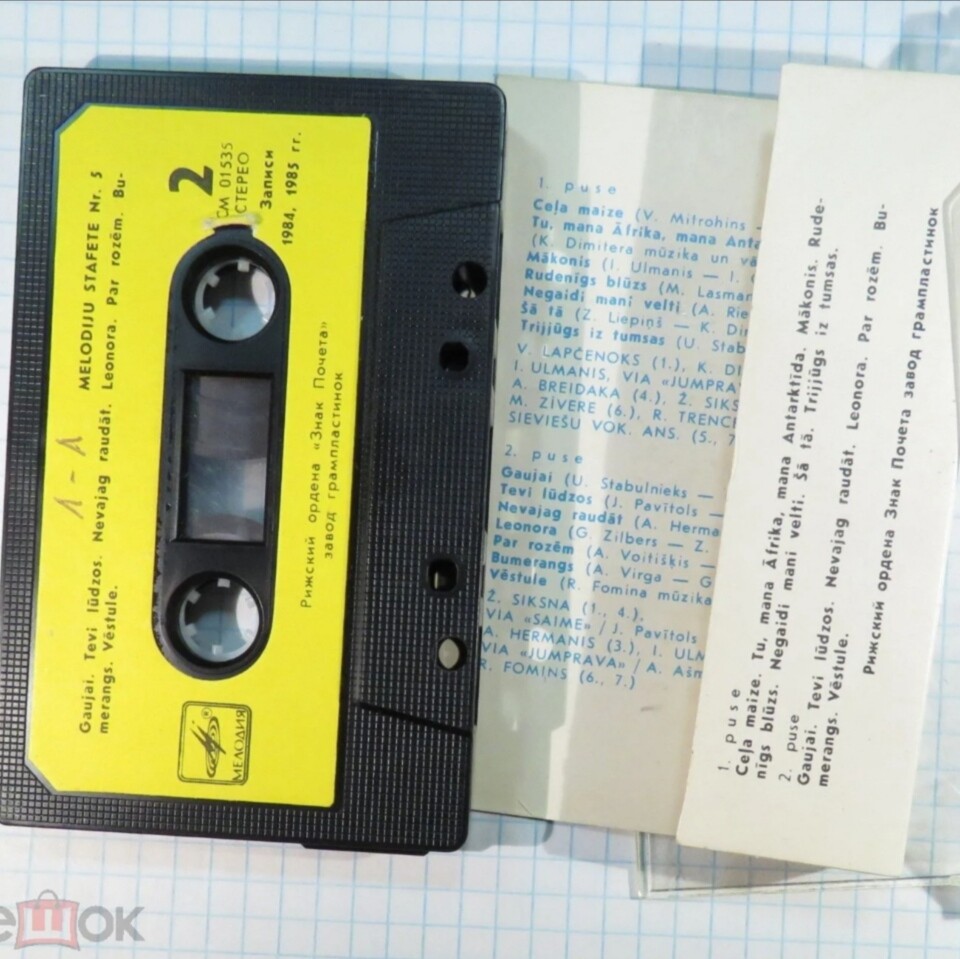 MELODIJU STAFETE Nr. 5
Gaujai. Tevi lūdzos. Nevajag raudāt. Leonora. Par rozēm. Bu-
merangs. Vēstule.
2
СМ 01535
СТЕРЕО
Записи
1984, 1985 гг.
Рижский ордена «Знак Почета»
завод грампластинок
МЕЛОДИЯ
1. puse
Ceļa maize (V. Mitrohins —
Tu, mana Āfrika, mana Anta
(K. Dimitera mūzika un vā
Mākonis (I. Ulmanis — I.
Rudenīgs blūzs (M. Lasman
Negaidi mani velti (A. Rie
Šā tā (Z. Liepiņš — K. Di
Trijjūgs iz tumsas (U. Stab
V. LAPČENOKS (1.), K. DI
I. ULMANIS, VIA «JUMPRA
A. BREIDAKA (4.), Ž. SIKS
M. ZĪVERE (6.), R. TRENCE
SIEVIEŠU VOK. ANS. (5., 7
2. puse
Gaujai (U. Stabulnieks —
Tevi lūdzos (J. Pavītols —
Nevajag raudāt (A. Herma
Leonora (G. Zilbers — Z.
Par rozēm (A. Voitišķis —
Bumerangs (A. Virga — G
Vēstule (R. Fomina mūzika
Ž. SIKSNA (1., 4.).
VIA «SAIME» / J. Pavītols
A. HERMANIS (3.), I. ULM
VIA «JUMPRAVA» / A. Ašm
R. FOMINS (6., 7.)
1. puse
Ceļa maize. Tu, mana Āfrika, mana Antarktīda. Mākonis. Rude-
nīgs blūzs. Negaidi mani velti. Šā tā. Trijjūgs iz tumsas.
2. puse
Gaujai. Tevi lūdzos. Nevajag raudāt. Leonora. Par rozēm. Bu-
merangs. Vēstule.
Рижский ордена Знак Почета завод грампластинок
ешок